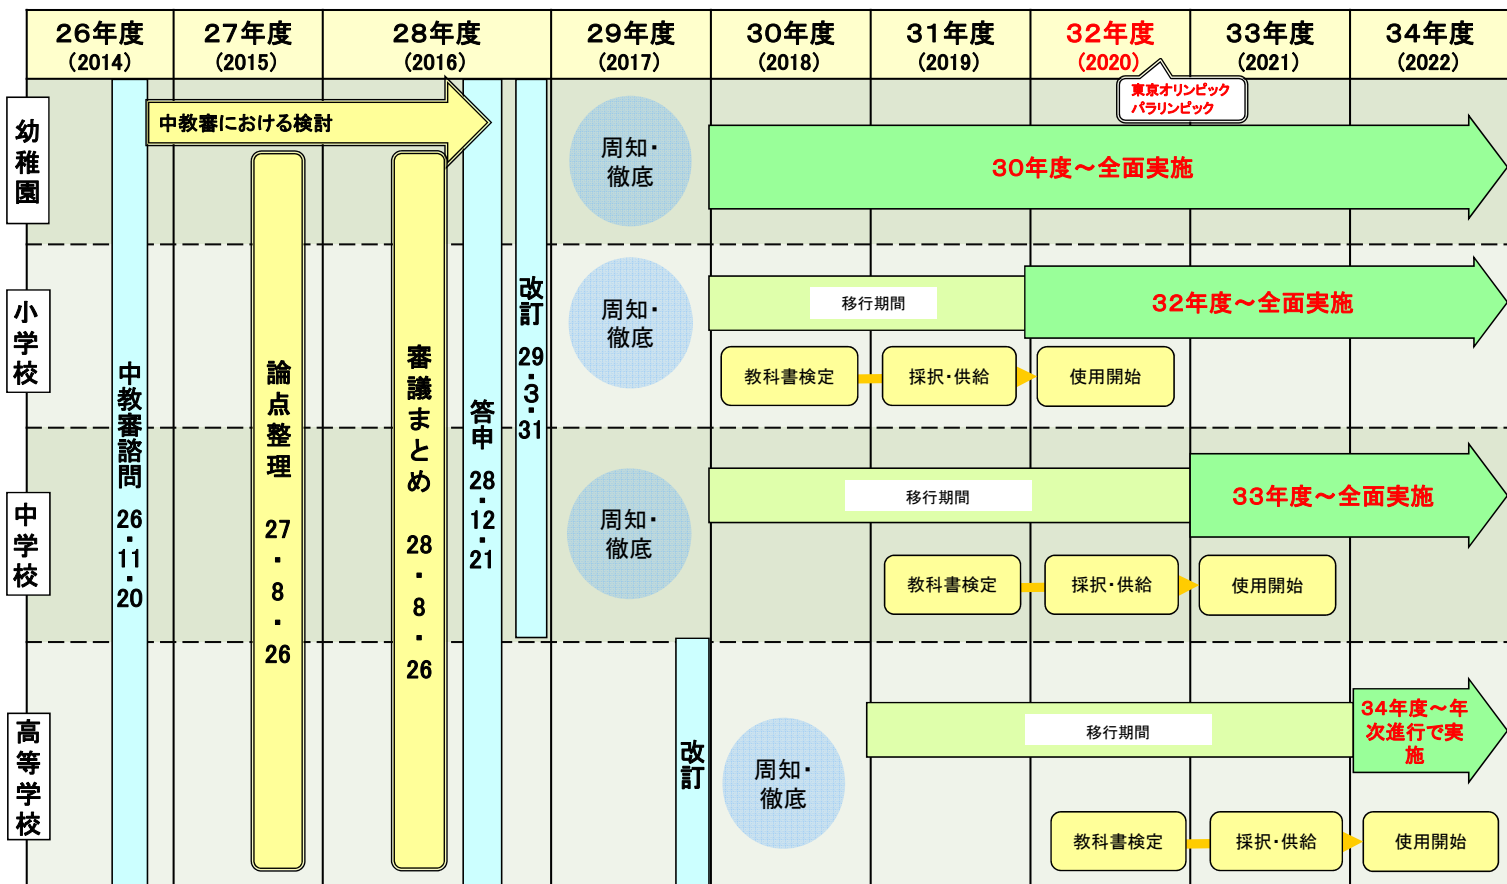 26年度
(2014)
27年度
(2015)
28年度
(2016)
29年度
(2017)
30年度
(2018)
31年度
(2019)
32年度
(2020)
33年度
(2021)
34年度
(2022)
東京オリンピック
パラリンピック
幼稚園
中教審における検討
周知・
徹底
30年度～全面実施
小学校
周知・
徹底
移行期間
32年度～全面実施
教科書検定
採択・供給
使用開始
中教審諮問 26・11・20
論点整理 27・8・26
審議まとめ 28・8・26
答申 28・12・21
改訂 29・3・31
中学校
周知・
徹底
移行期間
33年度～全面実施
教科書検定
採択・供給
使用開始
高等学校
改訂
周知・
徹底
移行期間
34年度～年
次進行で実
施
教科書検定
採択・供給
使用開始